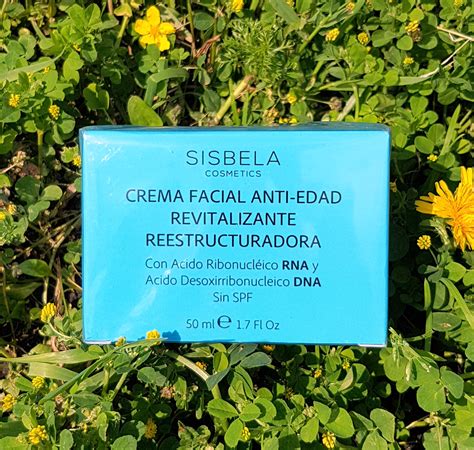 SISBELA
COSMETICS
CREMA FACIAL ANTI-EDAD
REVITALIZANTE
REESTRUCTURADORA
Con Acido Ribonucléico RNA y
Acido Desoxirribonucleico DNA
Sin SPF
50 ml ℮ 1.7 Fl Oz